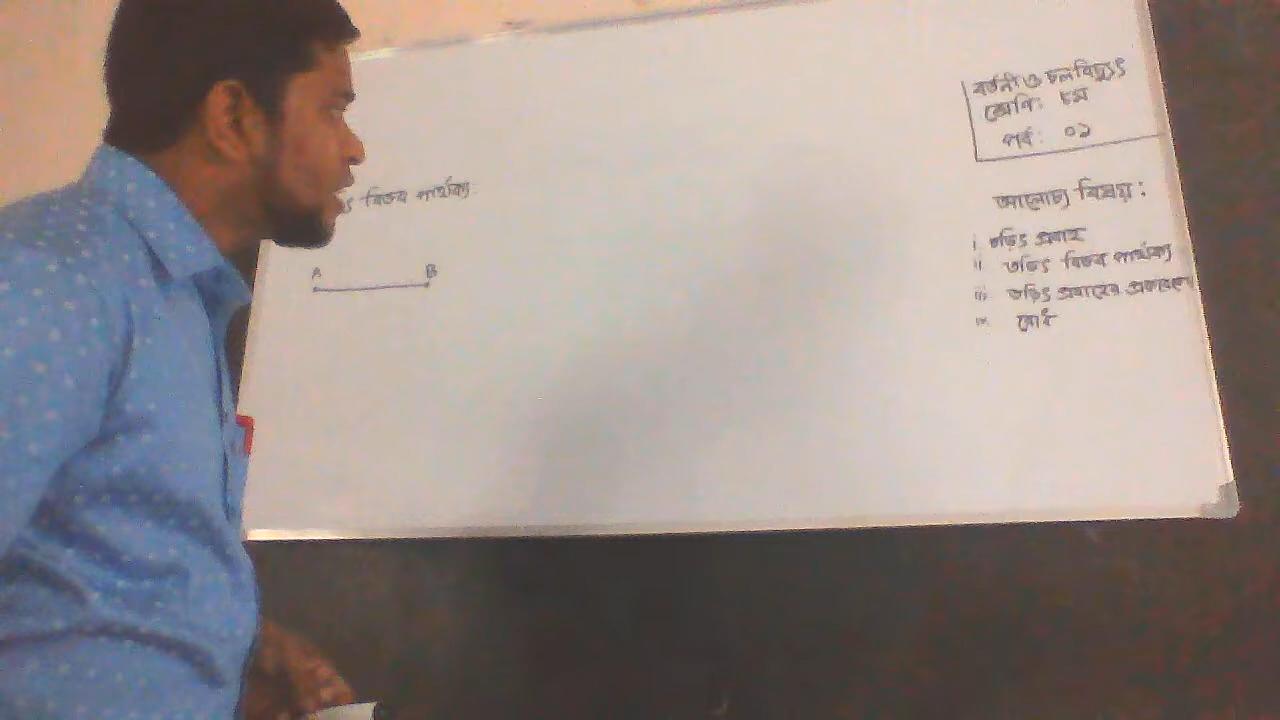 বর্তনী ও চলবিদ্যুৎ
শ্রেণি: ৮ম
পর্ব: ০১
ৎ বিভব পার্থক্য:
A B
আলোচ্য বিষয়:
i. তড়িৎ প্রবাহ
ii তড়িৎ বিভব পার্থক্য
iii তড়িৎ প্রবাহের প্রকারভেদ
iv. রোধ